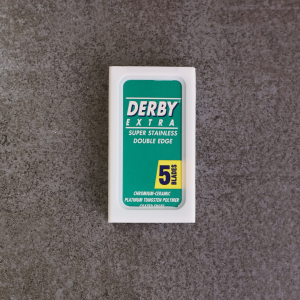 DERBY
EXTRA
SUPER STAINLESS
DOUBLE EDGE
5
BLADES
CHROMIUM-CERAMIC
PLATINUM TUNGSTEN POLYMER